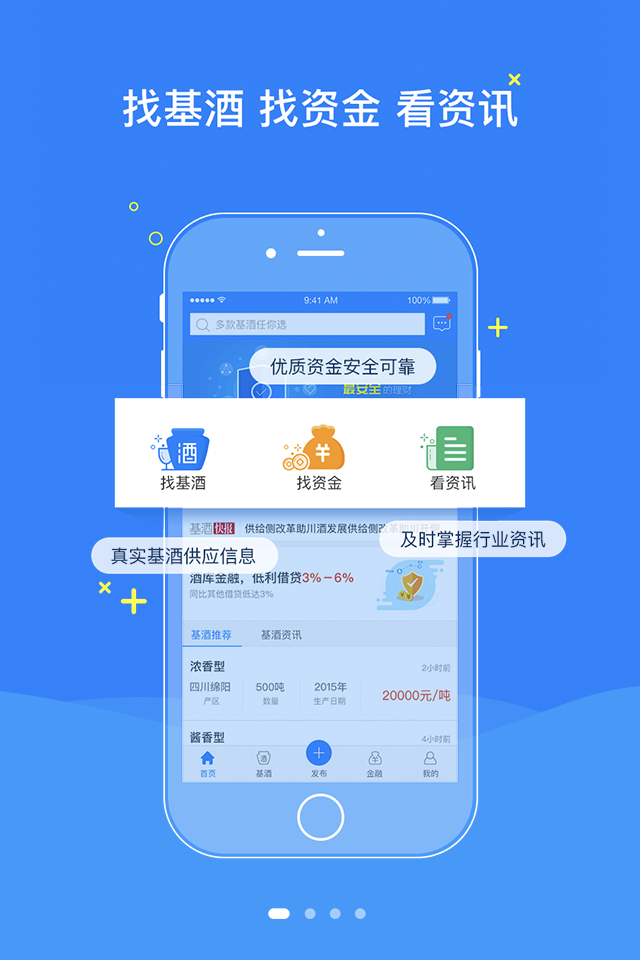 找基酒 找资金 看资讯
9:41 AM
100%
多款基酒任你选
优质资金安全可靠
最安全的理财
酒
¥
找基酒
找资金
看资讯
基酒快报 供给侧改革助川酒发展供给侧改革助川开侧
及时掌握行业资讯
真实基酒供应信息
酒库金融，低利借贷3%－6%
同比其他借贷低达3%
基酒推荐
基酒资讯
浓香型
2小时前
四川绵阳
500吨
2015年
20000元/吨
产区
数量
生产日期
酱香型
4小时前
首页
基酒
发布
金融
我的